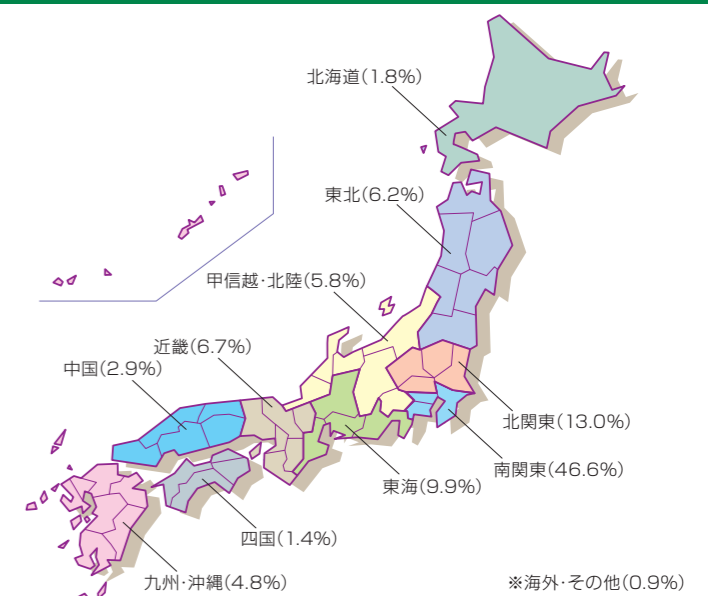 北海道(1.8%)
東北(6.2%)
甲信越・北陸(5.8%)
近畿(6.7%)
中国(2.9%)
北関東(13.0%)
南関東(46.6%)
東海(9.9%)
四国(1.4%)
九州・沖縄(4.8%)
※海外・その他(0.9%)